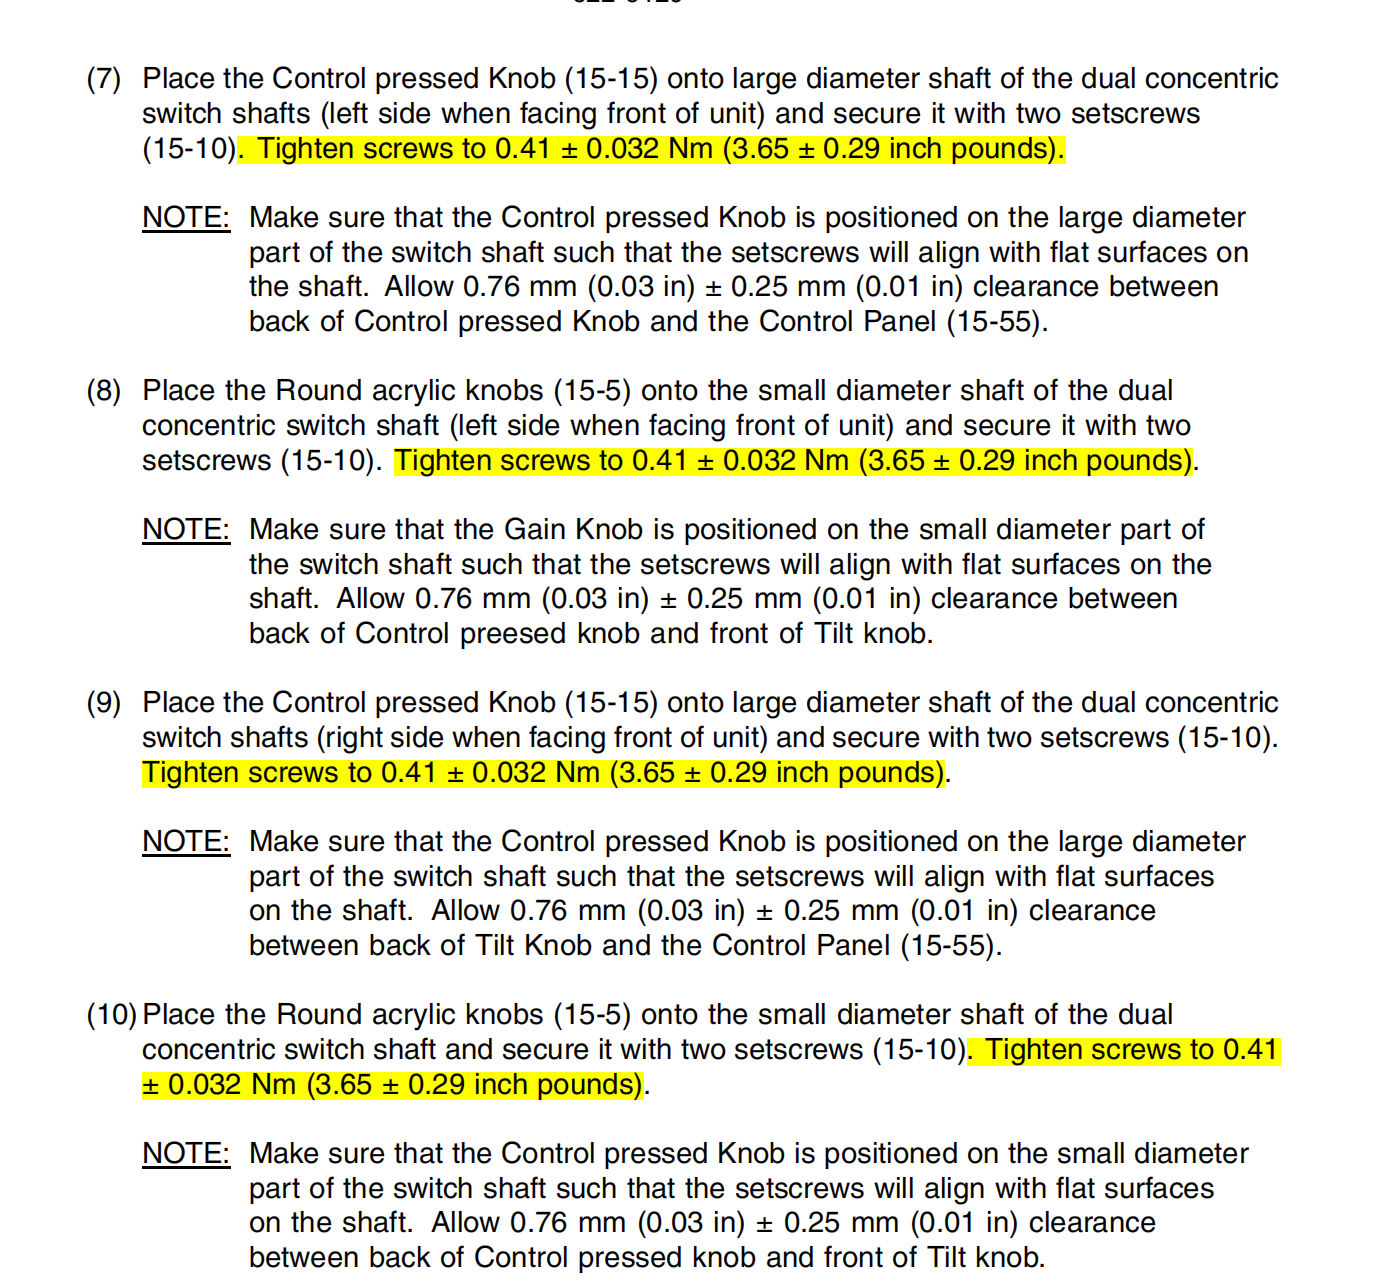 (7) Place the Control pressed Knob (15-15) onto large diameter shaft of the dual concentric
switch shafts (left side when facing front of unit) and secure it with two setscrews
(15-10). Tighten screws to 0.41 ± 0.032 Nm (3.65 ± 0.29 inch pounds).
NOTE: Make sure that the Control pressed Knob is positioned on the large diameter
part of the switch shaft such that the setscrews will align with flat surfaces on
the shaft. Allow 0.76 mm (0.03 in) ± 0.25 mm (0.01 in) clearance between
back of Control pressed Knob and the Control Panel (15-55).
(8) Place the Round acrylic knobs (15-5) onto the small diameter shaft of the dual
concentric switch shaft (left side when facing front of unit) and secure it with two
setscrews (15-10). Tighten screws to 0.41 ± 0.032 Nm (3.65 ± 0.29 inch pounds).
NOTE: Make sure that the Gain Knob is positioned on the small diameter part of
the switch shaft such that the setscrews will align with flat surfaces on the
shaft. Allow 0.76 mm (0.03 in) ± 0.25 mm (0.01 in) clearance between
back of Control preesed knob and front of Tilt knob.
(9) Place the Control pressed Knob (15-15) onto large diameter shaft of the dual concentric
switch shafts (right side when facing front of unit) and secure with two setscrews (15-10).
Tighten screws to 0.41 ± 0.032 Nm (3.65 ± 0.29 inch pounds).
NOTE: Make sure that the Control pressed Knob is positioned on the large diameter
part of the switch shaft such that the setscrews will align with flat surfaces
on the shaft. Allow 0.76 mm (0.03 in) ± 0.25 mm (0.01 in) clearance
between back of Tilt Knob and the Control Panel (15-55).
(10) Place the Round acrylic knobs (15-5) onto the small diameter shaft of the dual
concentric switch shaft and secure it with two setscrews (15-10). Tighten screws to 0.41
± 0.032 Nm (3.65 ± 0.29 inch pounds).
NOTE: Make sure that the Control pressed Knob is positioned on the small diameter
part of the switch shaft such that the setscrews will align with flat surfaces
on the shaft. Allow 0.76 mm (0.03 in) ± 0.25 mm (0.01 in) clearance
between back of Control pressed knob and front of Tilt knob.